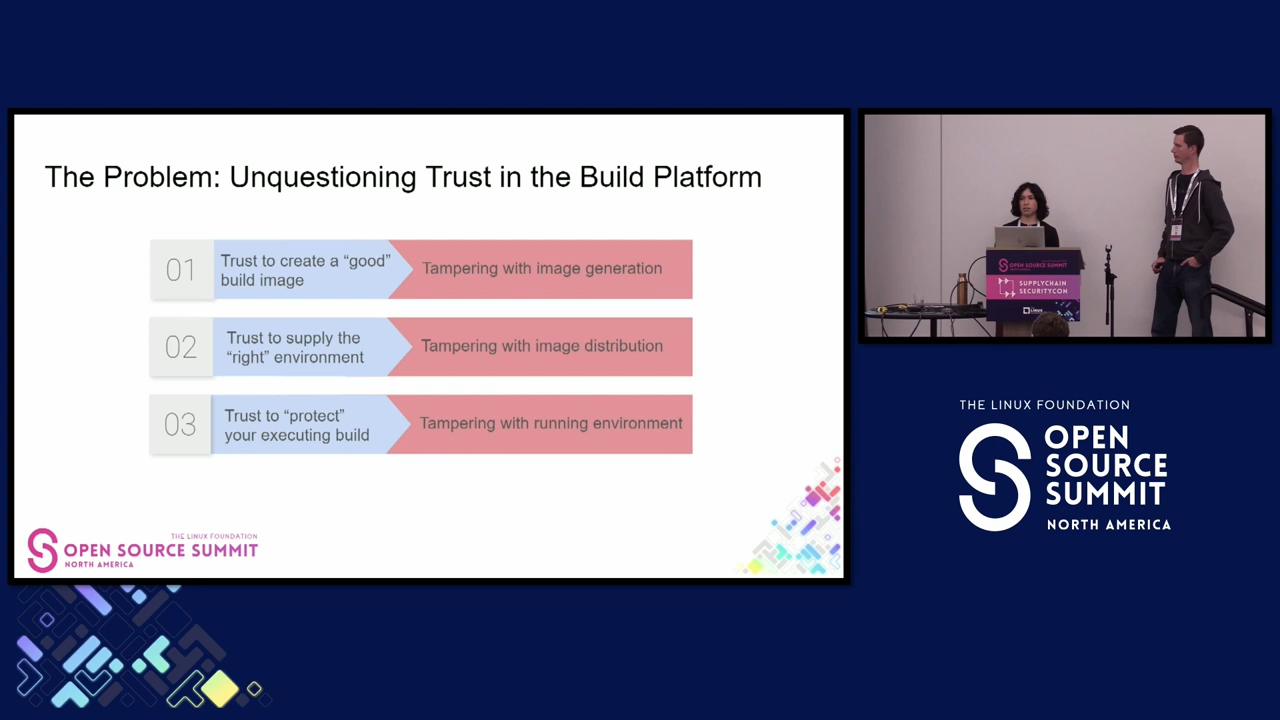 The Problem: Unquestioning Trust in the Build Platform
01
Trust to create a “good”
build image
Tampering with image generation
02
Trust to supply the
“right” environment
Tampering with image distribution
03
Trust to “protect”
your executing build
Tampering with running environment
THE LINUX FOUNDATION
OPEN SOURCE SUMMIT
NORTH AMERICA
OPEN SOURCE SUMMIT
SUPPLYCHAIN
SECURITYCON
THE LINUX FOUNDATION
OPEN
SOURCE
SUMMIT
NORTH AMERICA